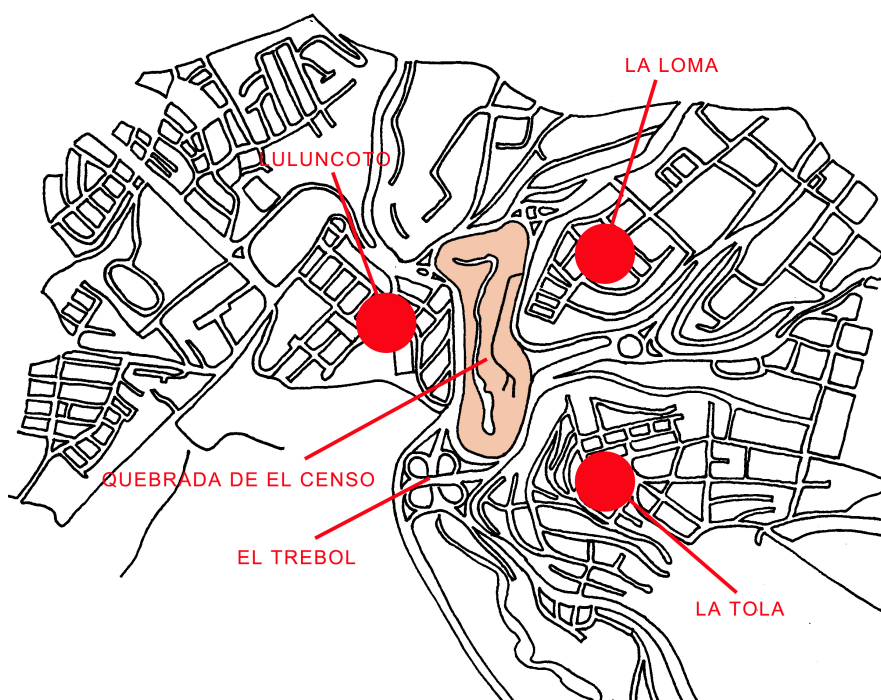 LA LOMA
LULUNCOTO
QUEBRADA DE EL CENSO
EL TREBOL
LA TOLA